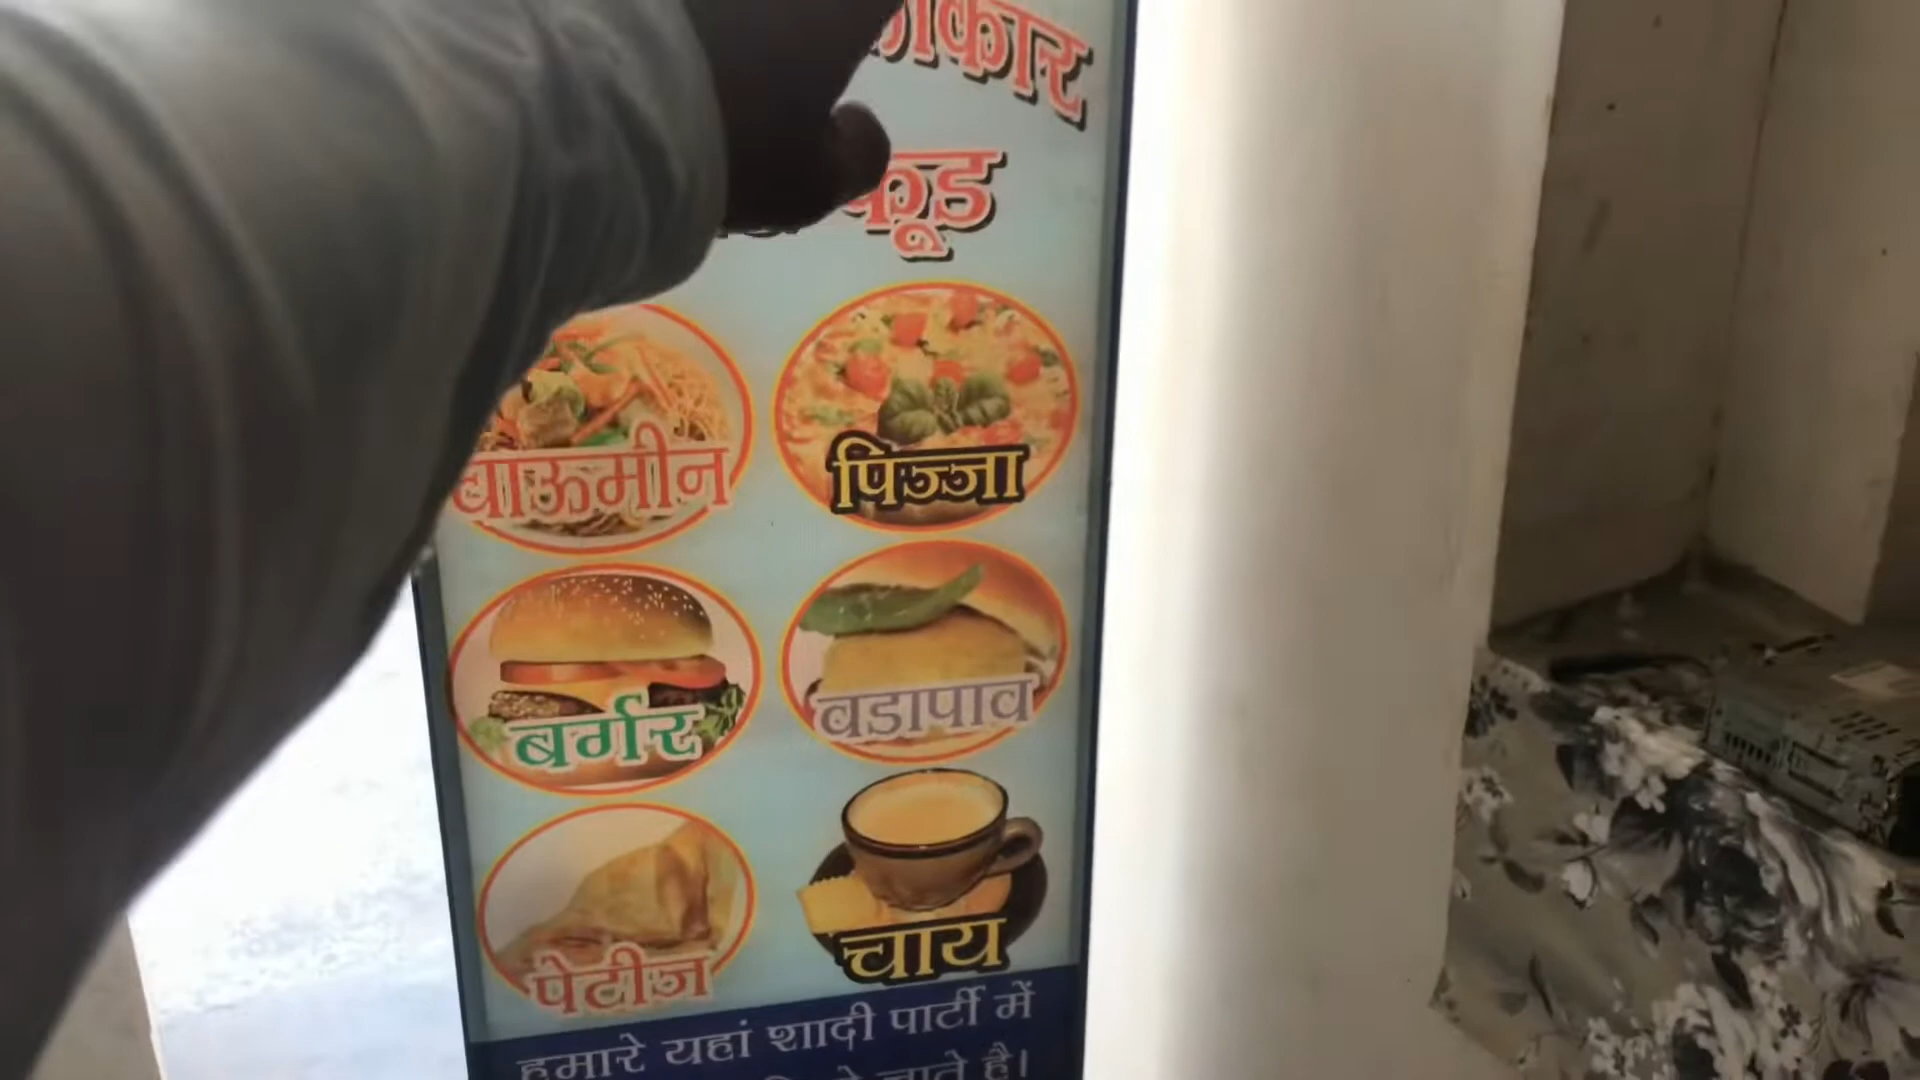 फूड
चाऊमीन
पिज्जा
बर्गर
वडापाव
पेटीज
चाय
हमारे यहां शादी पार्टी में
जाते है।